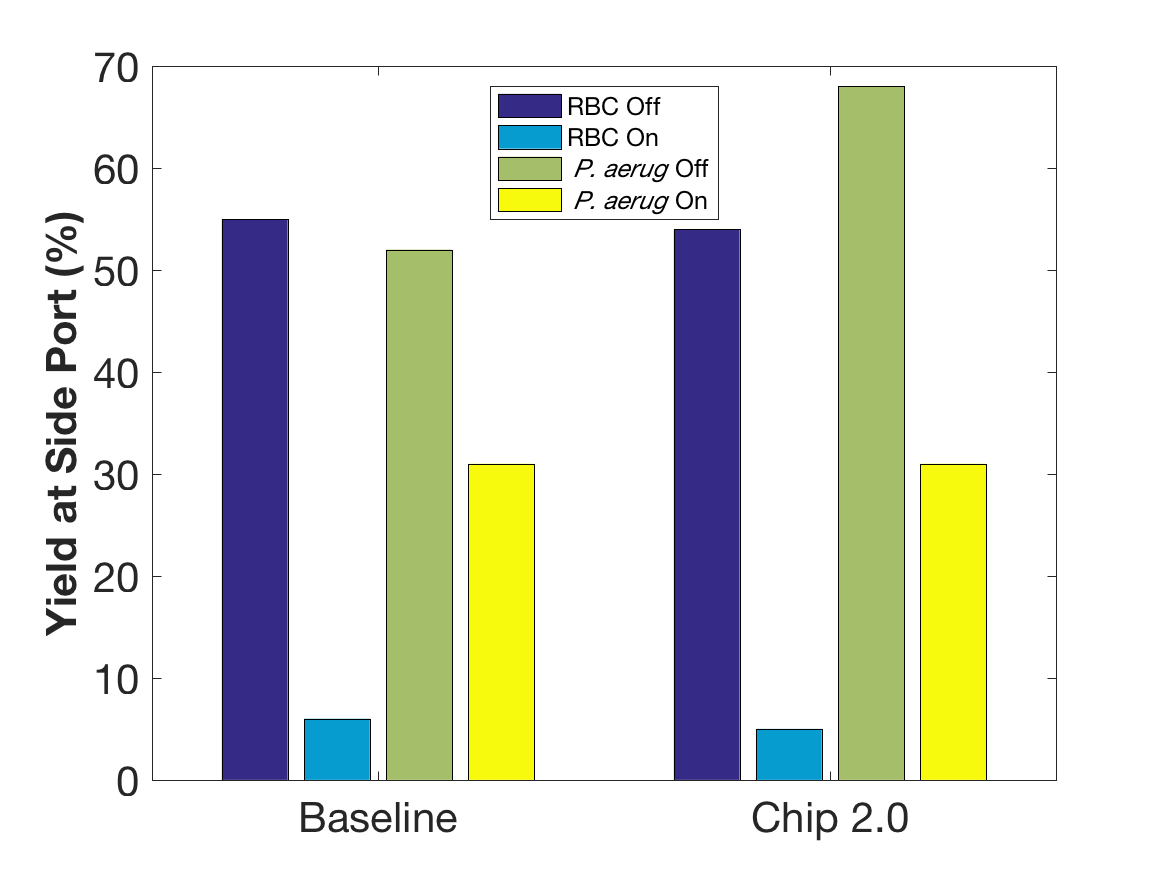 Yield at Side Port (%)
70
60
50
40
30
20
10
0
RBC Off
RBC On
P. aerug Off
P. aerug On
Baseline
Chip 2.0